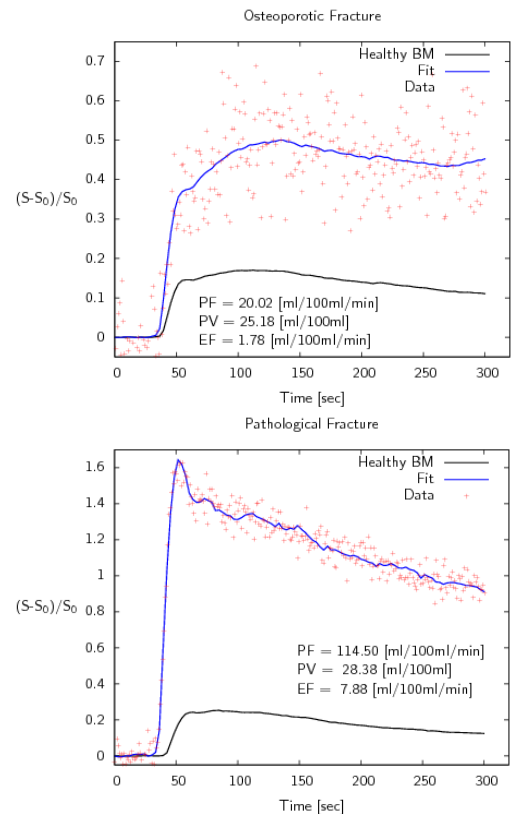 Osteoporotic Fracture
Healthy BM
Fit
Data
0.7
0.6
0.5
0.4
0.3
0.2
0.1
0
(S-S₀)/S₀
PF = 20.02 [ml/100ml/min]
PV = 25.18 [ml/100ml]
EF = 1.78 [ml/100ml/min]
0 50 100 150 200 250 300
Time [sec]
Pathological Fracture
Healthy BM
Fit
Data
1.6
1.4
1.2
1
0.8
0.6
0.4
0.2
0
(S-S₀)/S₀
PF = 114.50 [ml/100ml/min]
PV = 28.38 [ml/100ml]
EF = 7.88 [ml/100ml/min]
0 50 100 150 200 250 300
Time [sec]